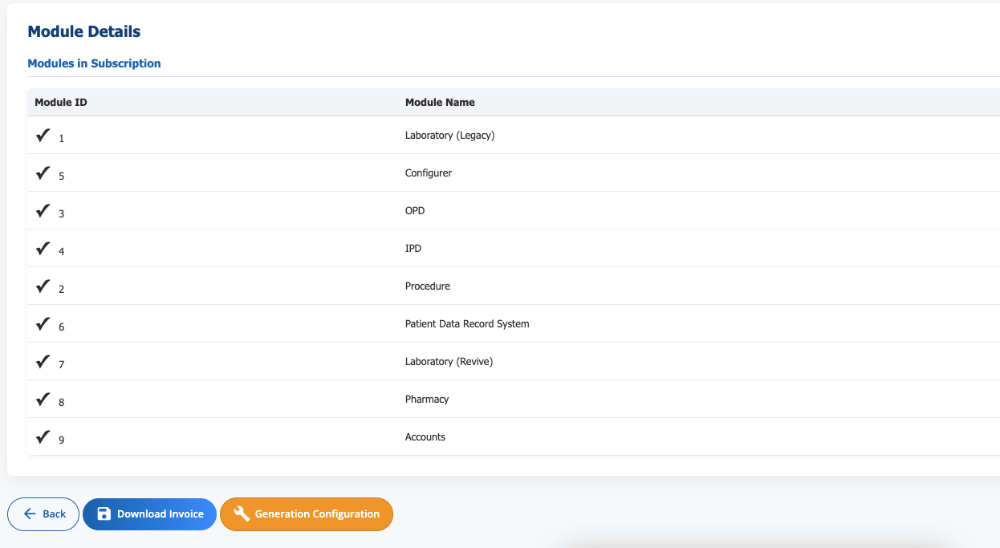 Module Details
Modules in Subscription
Module ID Module Name
1 Laboratory (Legacy)
5 Configurer
3 OPD
4 IPD
2 Procedure
6 Patient Data Record System
7 Laboratory (Revive)
8 Pharmacy
9 Accounts
Back Download Invoice Generation Configuration